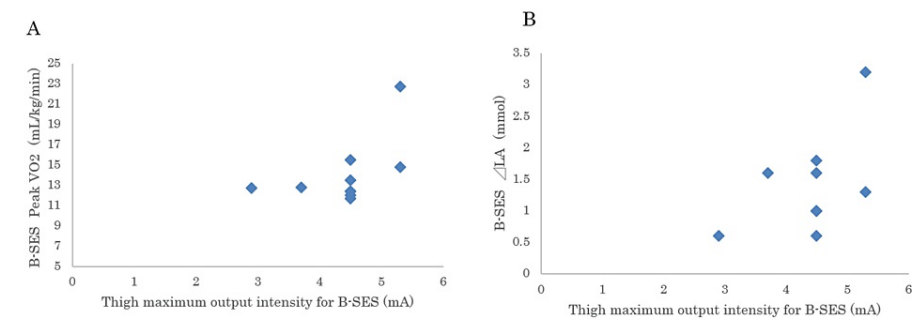 A
B-SES Peak VO2 (mL/kg/min)
25
23
21
19
17
15
13
11
9
7
5
0 1 2 3 4 5 6
Thigh maximum output intensity for B-SES (mA)
B
B-SES △LA (mmol)
3.5
3
2.5
2
1.5
1
0.5
0
0 1 2 3 4 5 6
Thigh maximum output intensity for B-SES (mA)